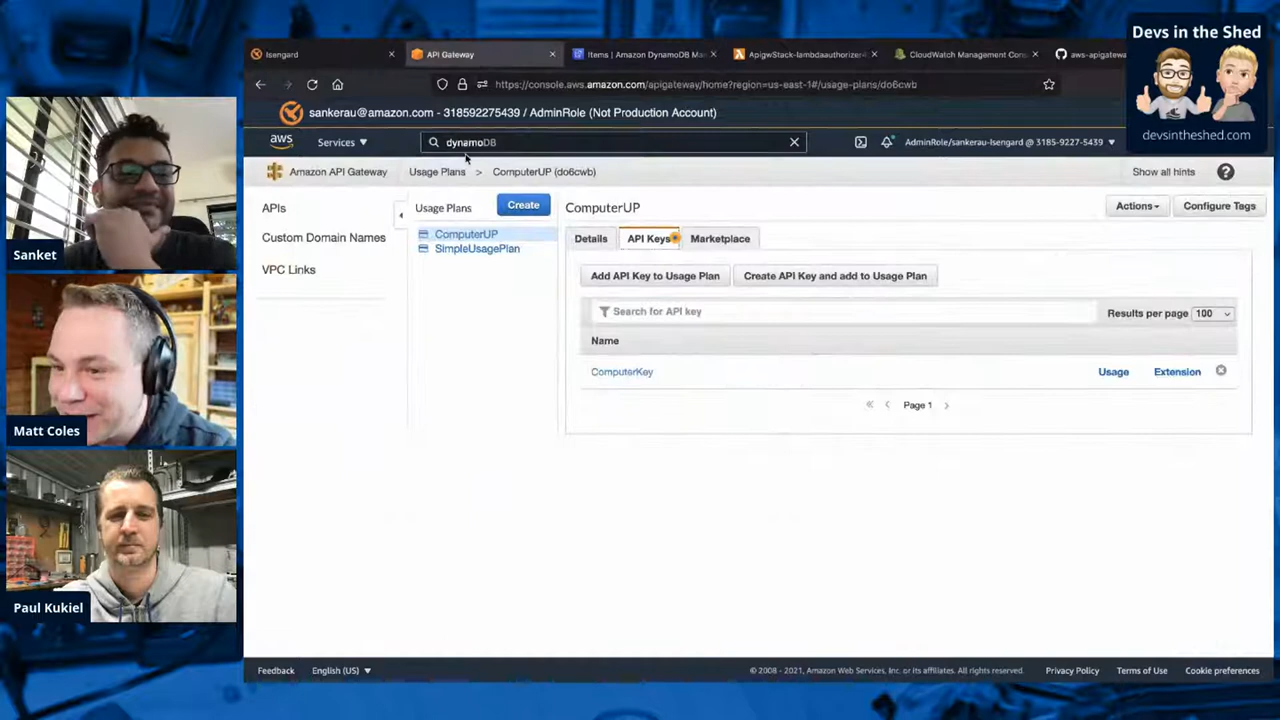 Devs in the Shed
devsintheshed.com
Isengard
API Gateway
Items | Amazon DynamoDB Ma
ApigwStack-lambdaauthorizer
CloudWatch Management Con
aws-apigatewa
https://console.aws.amazon.com/apigateway/home?region=us-east-1#/usage-plans/do6cwb
sankerau@amazon.com - 318592275439 / AdminRole (Not Production Account)
aws
Services
dynamoDB
AdminRole/sankerau-Isengard @ 3185-9227-5439
Amazon API Gateway
Usage Plans > ComputerUP (do6cwb)
Show all hints
?
APIs
Custom Domain Names
VPC Links
Usage Plans
Create
ComputerUP
SimpleUsagePlan
ComputerUP
Actions
Configure Tags
Details
API Keys
Marketplace
Add API Key to Usage Plan
Create API Key and add to Usage Plan
Search for API key
Results per page 100
Name
ComputerKey
Usage
Extension
« ‹ Page 1 ›
Sanket
Matt Coles
Paul Kukiel
Feedback
English (US)
© 2008 - 2021, Amazon Web Services, Inc. or its affiliates. All rights reserved.
Privacy Policy
Terms of Use
Cookie preferences